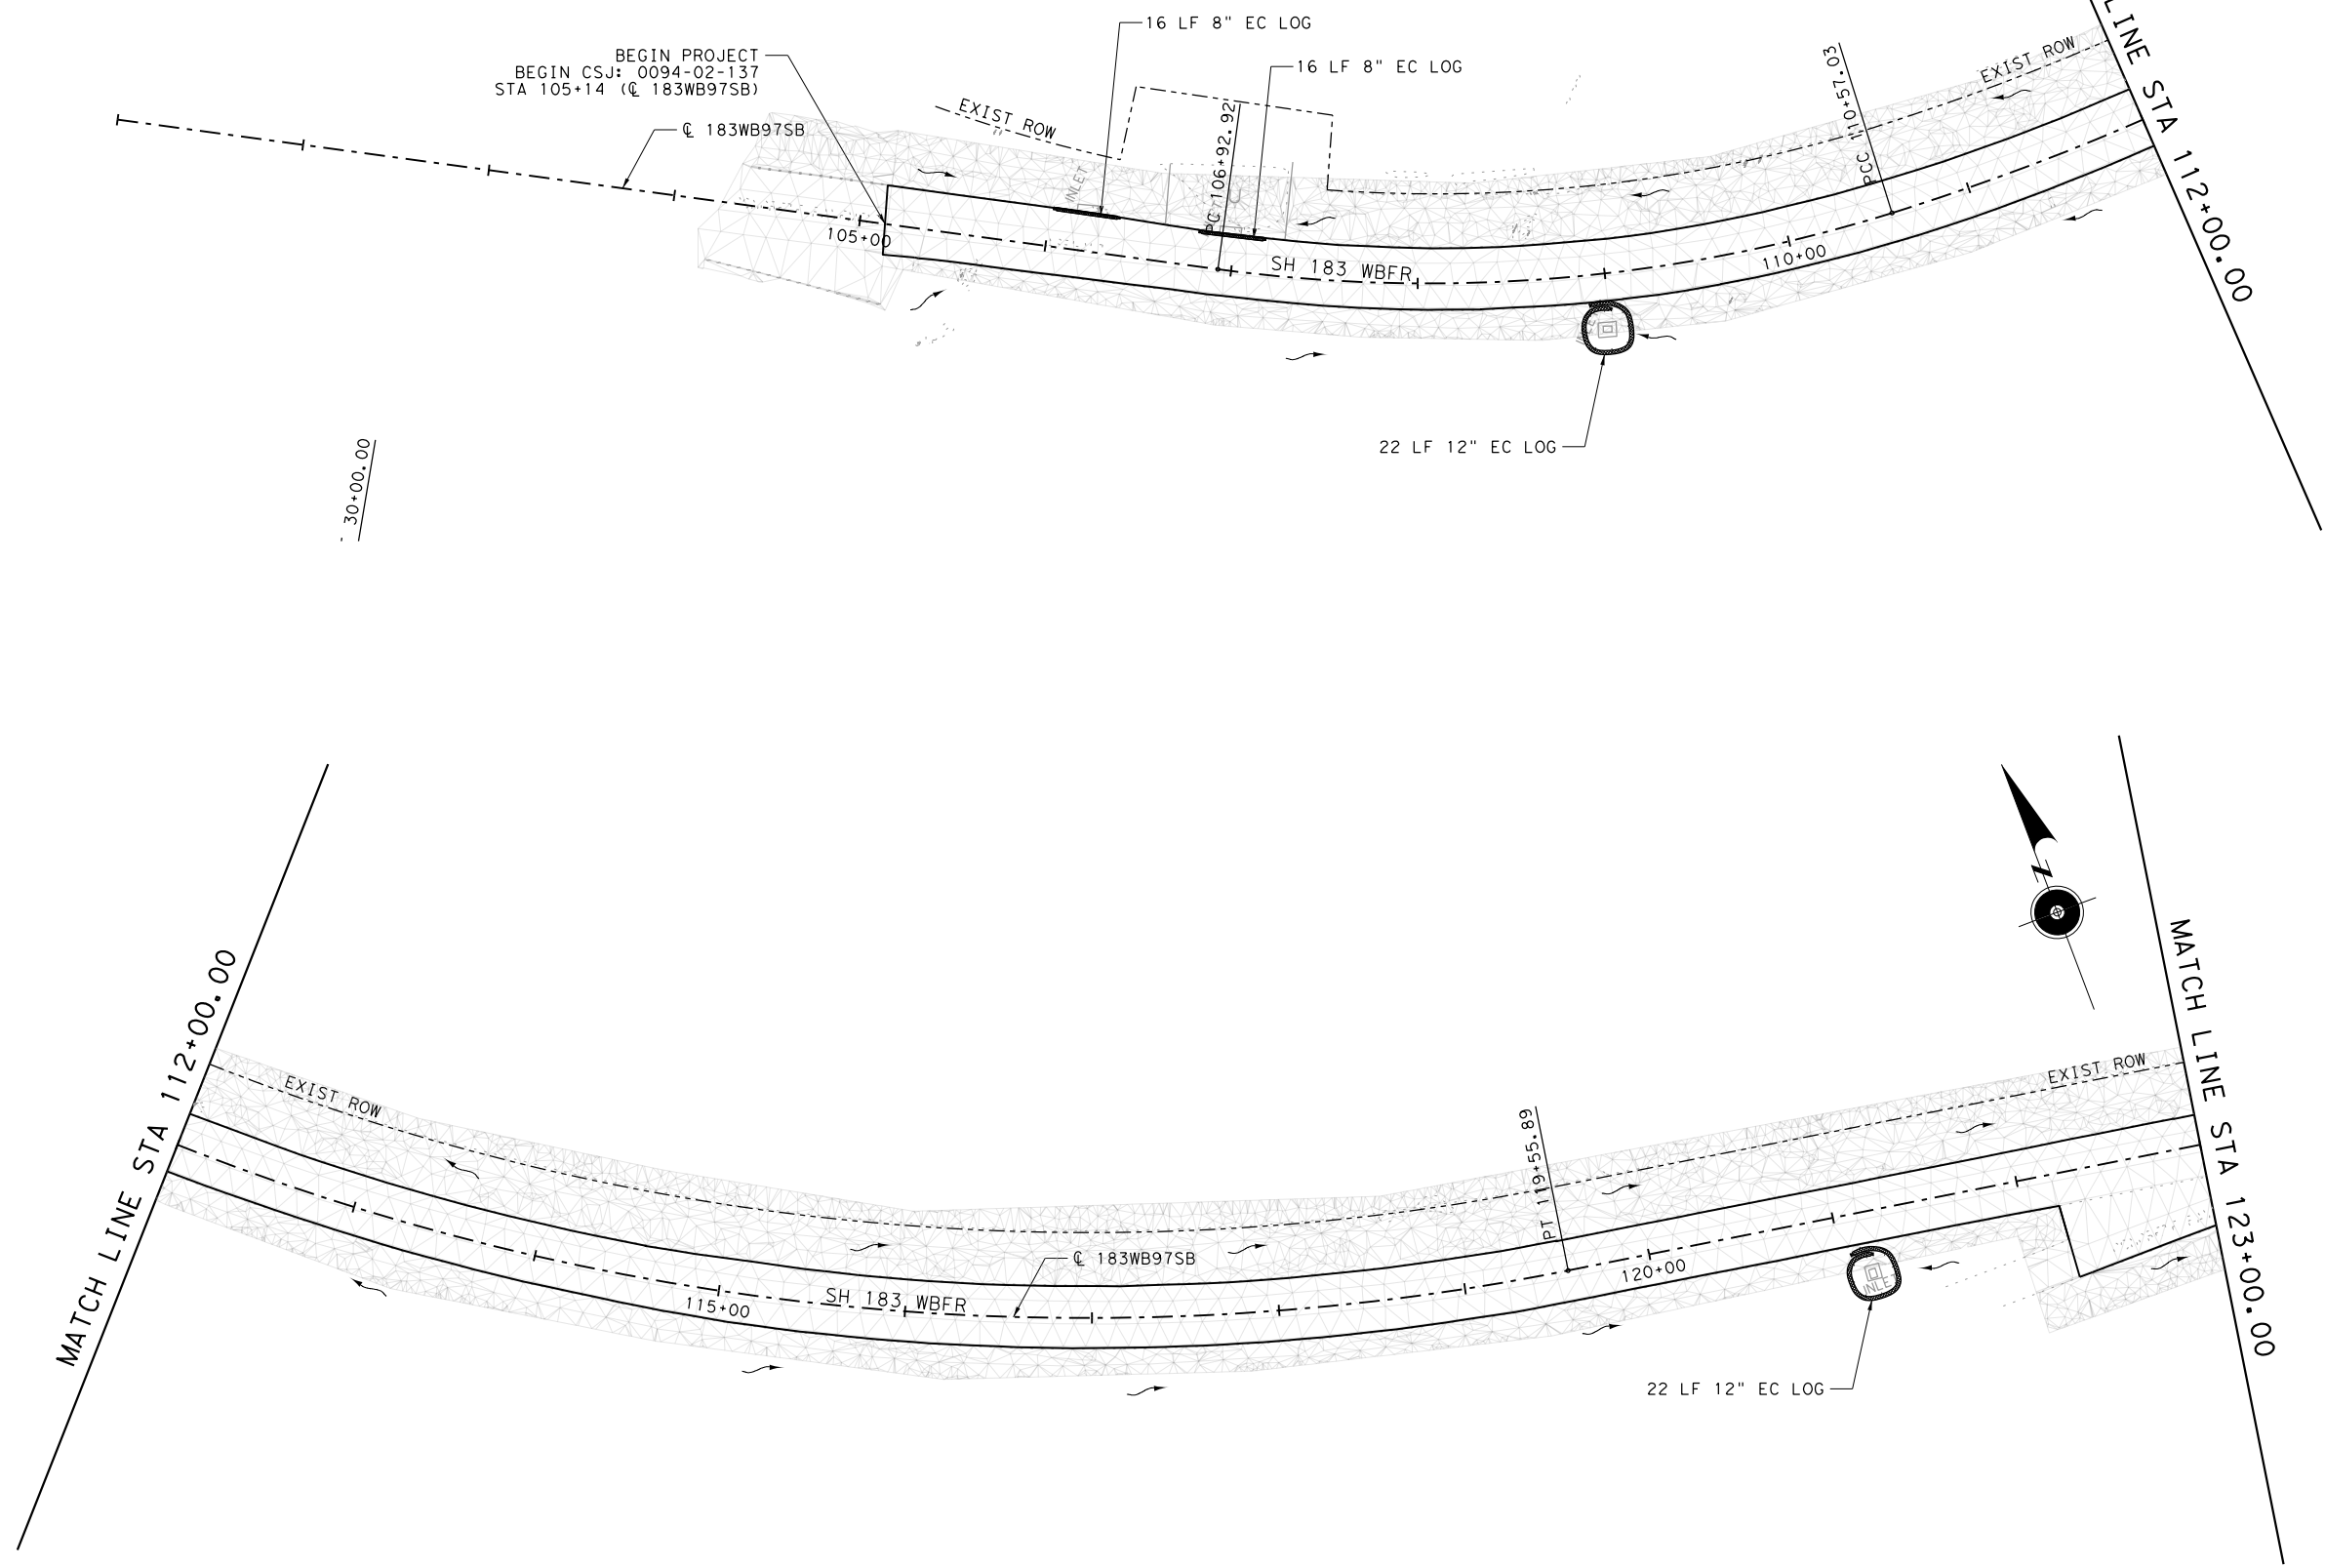 16 LF 8" EC LOG
BEGIN PROJECT
BEGIN CSJ: 0094-02-137
STA 105+14 (℄ 183WB97SB)
16 LF 8" EC LOG
℄ 183WB97SB
EXIST ROW
INLET
PC 106+92.92
PCC 110+57.03
EXIST ROW
LINE STA 112+00.00
105+00
SH 183 WBFR
110+00
22 LF 12" EC LOG
30+00.00
N
MATCH LINE STA 112+00.00
EXIST ROW
℄ 183WB97SB
SH 183 WBFR
115+00
PT 119+55.89
120+00
EXIST ROW
INLET
22 LF 12" EC LOG
MATCH LINE STA 123+00.00